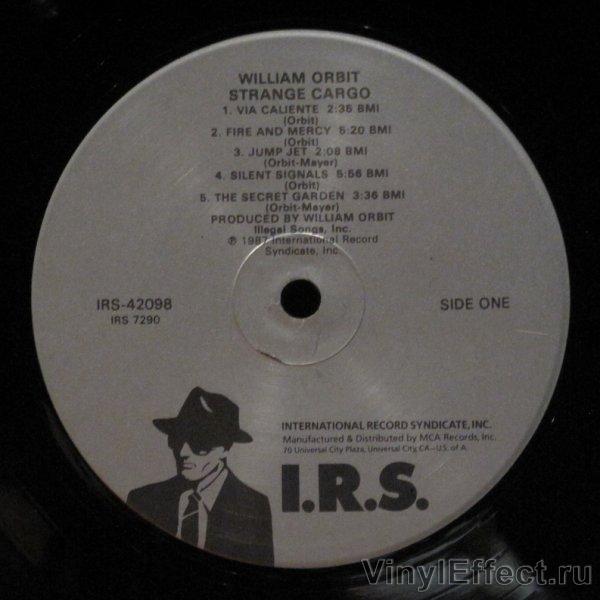 WILLIAM ORBIT
STRANGE CARGO
1. VIA CALIENTE 2:36 BMI
(Orbit)
2. FIRE AND MERCY 5:20 BMI
(Orbit)
3. JUMP JET 2:08 BMI
(Orbit-Mayer)
4. SILENT SIGNALS 5:56 BMI
(Orbit)
5. THE SECRET GARDEN 3:36 BMI
(Orbit-Mayer)
PRODUCED BY WILLIAM ORBIT
Illegal Songs, Inc.
℗ 1987 International Record
Syndicate, Inc.
IRS-42098
IRS 7290
SIDE ONE
INTERNATIONAL RECORD SYNDICATE, INC.
Manufactured & Distributed by MCA Records, Inc.
70 Universal City Plaza, Universal City, CA—U.S. of A.
I.R.S.
VinylEffect.ru